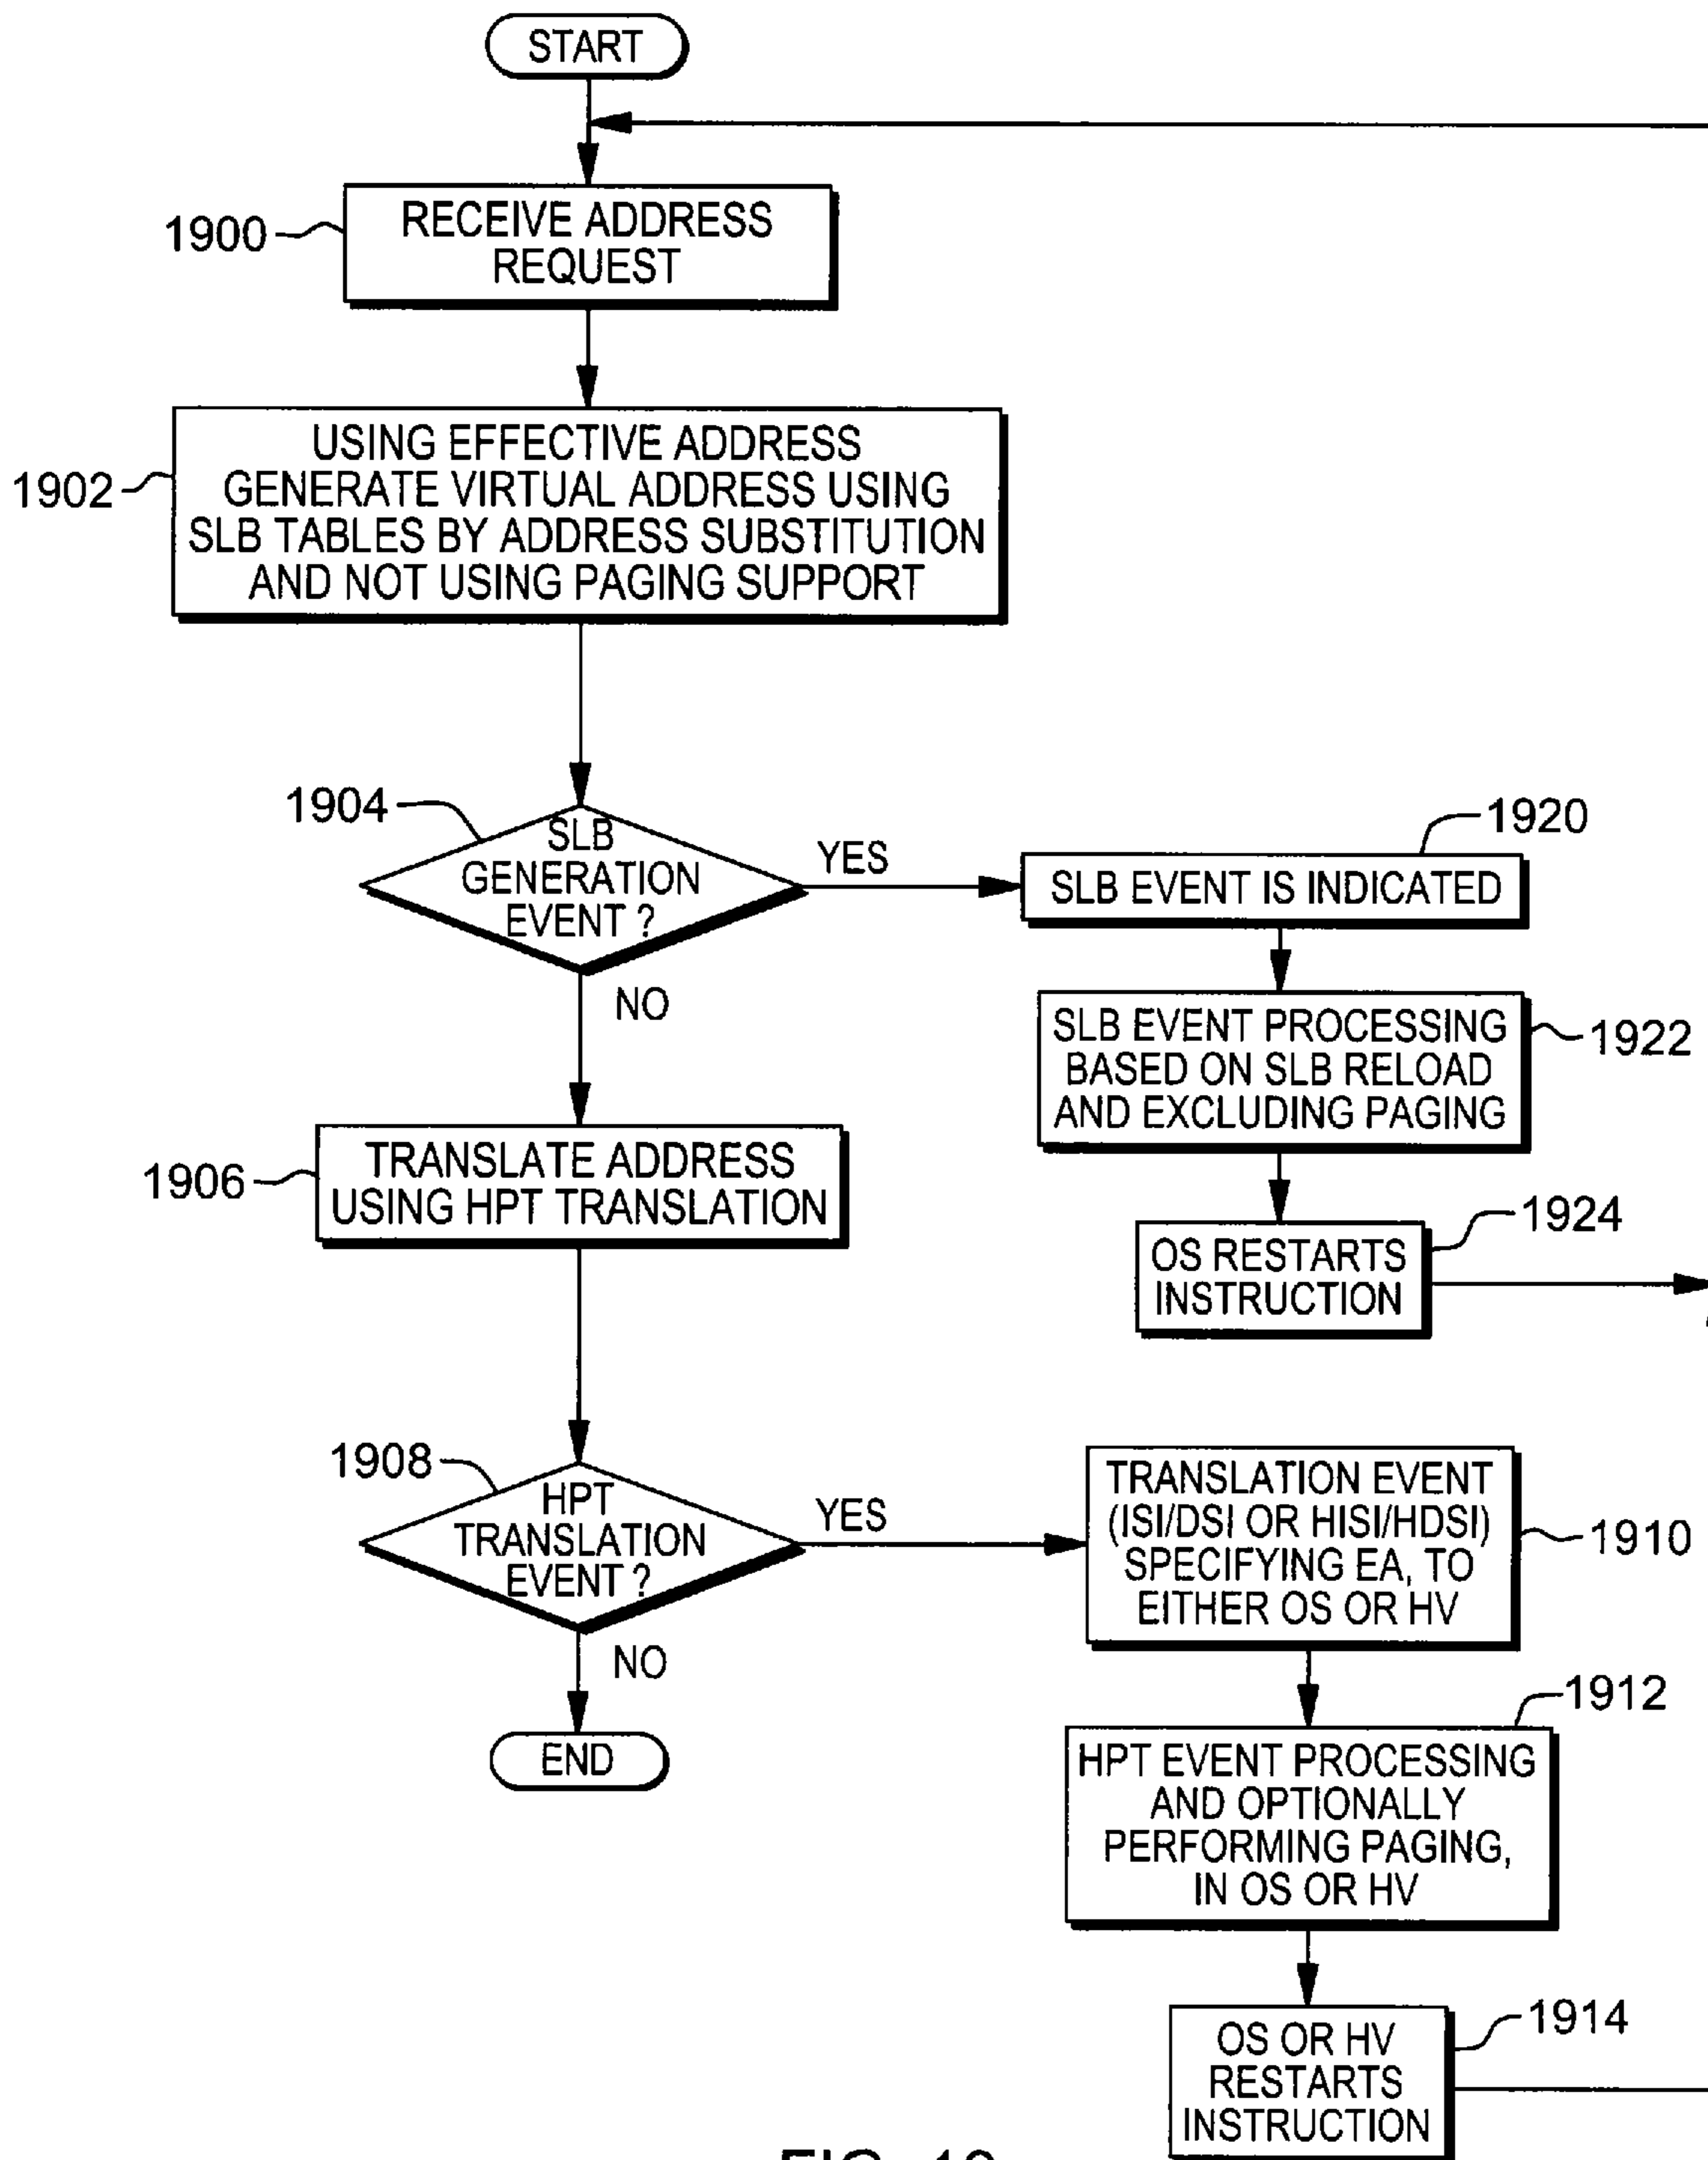 START
1900
RECEIVE ADDRESS
REQUEST
1902
USING EFFECTIVE ADDRESS
GENERATE VIRTUAL ADDRESS USING
SLB TABLES BY ADDRESS SUBSTITUTION
AND NOT USING PAGING SUPPORT
1904
SLB
GENERATION
EVENT ?
YES
NO
1920
SLB EVENT IS INDICATED
SLB EVENT PROCESSING
BASED ON SLB RELOAD
AND EXCLUDING PAGING
1922
1924
OS RESTARTS
INSTRUCTION
1906
TRANSLATE ADDRESS
USING HPT TRANSLATION
1908
HPT
TRANSLATION
EVENT ?
YES
NO
TRANSLATION EVENT
(ISI/DSI OR HISI/HDSI)
SPECIFYING EA, TO
EITHER OS OR HV
1910
END
1912
HPT EVENT PROCESSING
AND OPTIONALLY
PERFORMING PAGING,
IN OS OR HV
1914
OS OR HV
RESTARTS
INSTRUCTION